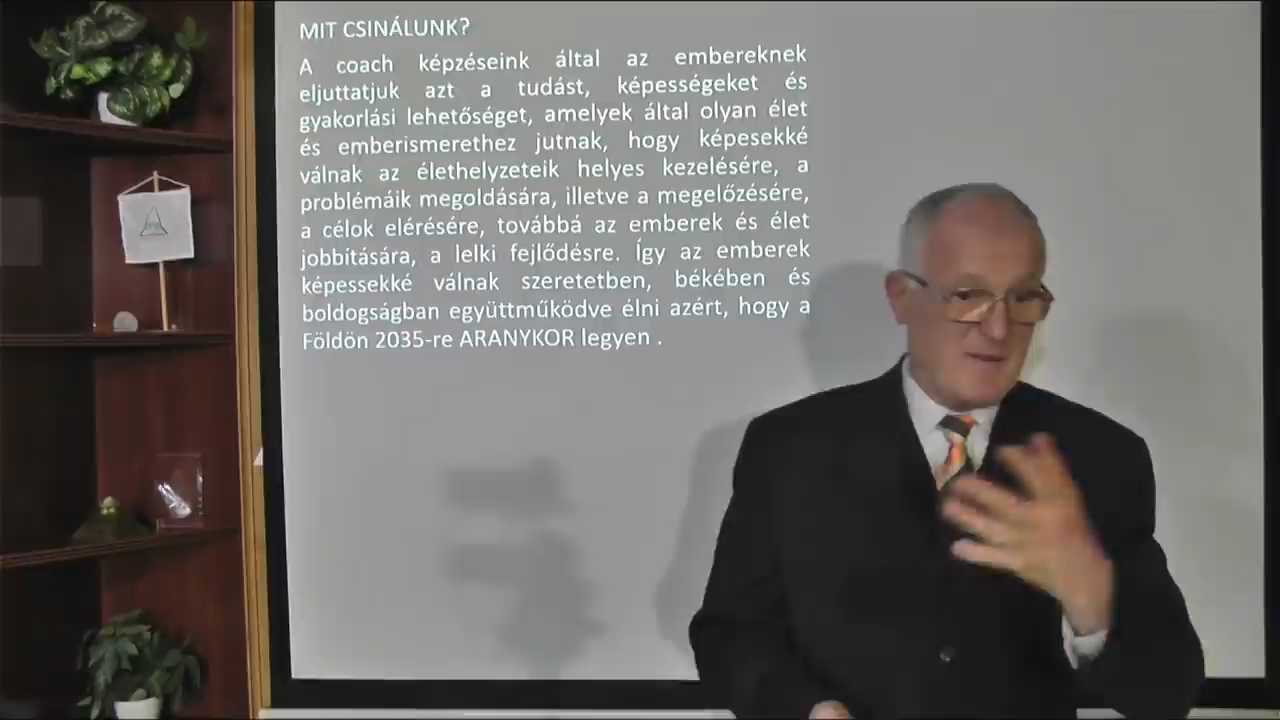 MIT CSINÁLUNK?
A coach képzéseink által az embereknek
eljuttatjuk azt a tudást, képességeket és
gyakorlási lehetőséget, amelyek által olyan élet
és emberismerethez jutnak, hogy képesekké
válnak az élethelyzeteik helyes kezelésére, a
problémáik megoldására, illetve a megelőzésére,
a célok elérésére, továbbá az emberek és élet
jobbítására, a lelki fejlődésre. Így az emberek
képessekké válnak szeretetben, békében és
boldogságban együttműködve élni azért, hogy a
Földön 2035-re ARANYKOR legyen .